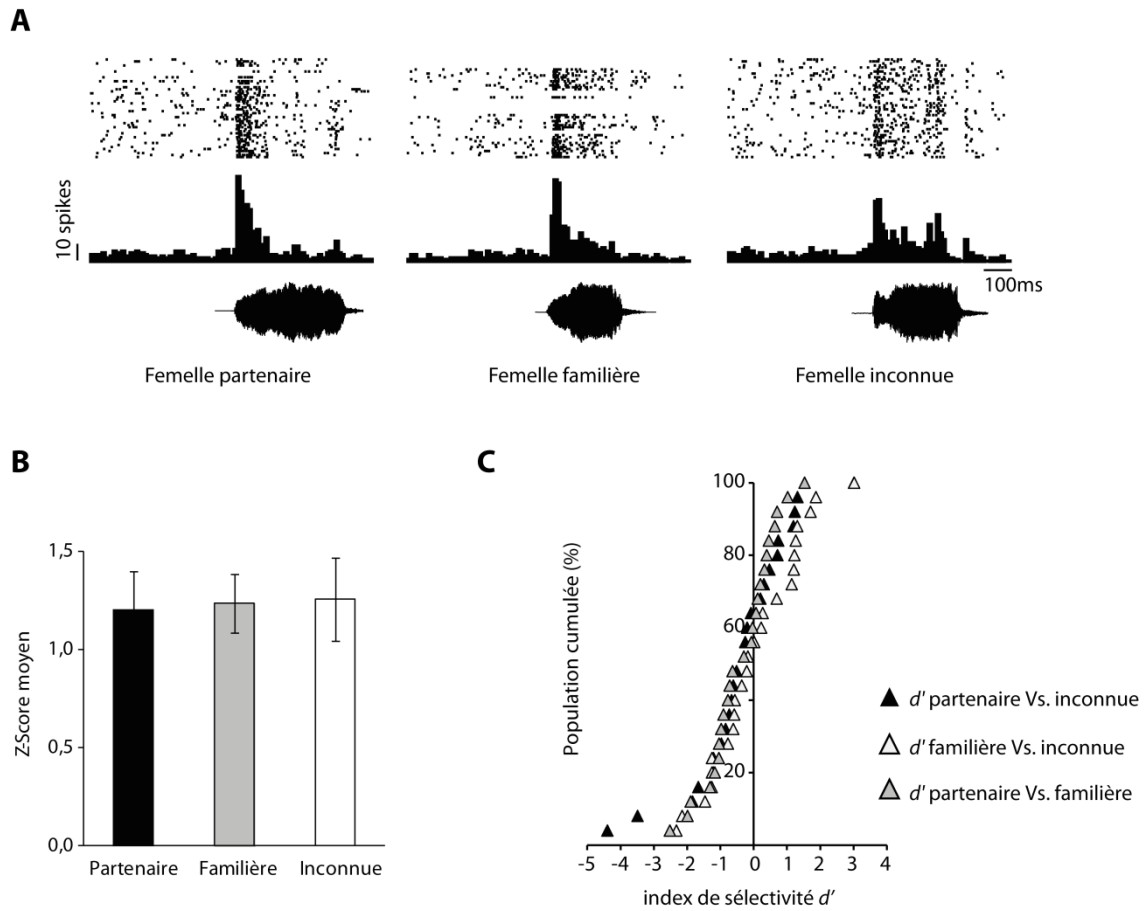 A
10 spikes
100ms
Femelle partenaire
Femelle familière
Femelle inconnue
B
ZScore moyen
1,5
1,0
0,5
0,0
Partenaire
Familière
Inconnue
C
Population cumulée (%)
100
80
60
20
-5 -4 -3 -2 -1 0 1 2 3 4
index de sélectivité d'
d' partenaire Vs. inconnue
d' familière Vs. inconnue
d' partenaire Vs. familière